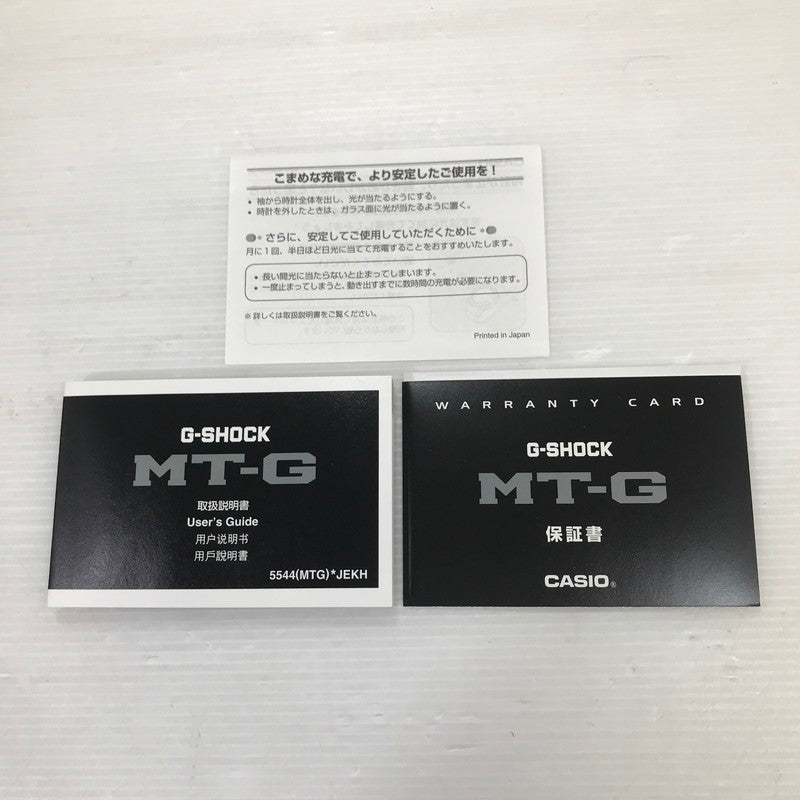 こまめな充電で、より安定したご使用を!
• 袖から時計全体を出し、光が当たるようにする。
• 時計を外したときは、ガラス面に光が当たるように置く。
さらに、安定してご使用していただくために
月に1回、半日ほど日光に当てて充電することをおすすめいたします。
• 長い間光に当たらないと止まってしまいます。
• 一度止まってしまうと、動き出すまでに数時間の充電が必要になります。
※ 詳しくは取扱説明書をご覧ください。
Printed in Japan
G-SHOCK
MT-G
取扱説明書
User's Guide
用户说明书
用戶說明書
5544(MTG)*JEKH
WARRANTY CARD
G-SHOCK
MT-G
保証書
CASIO®